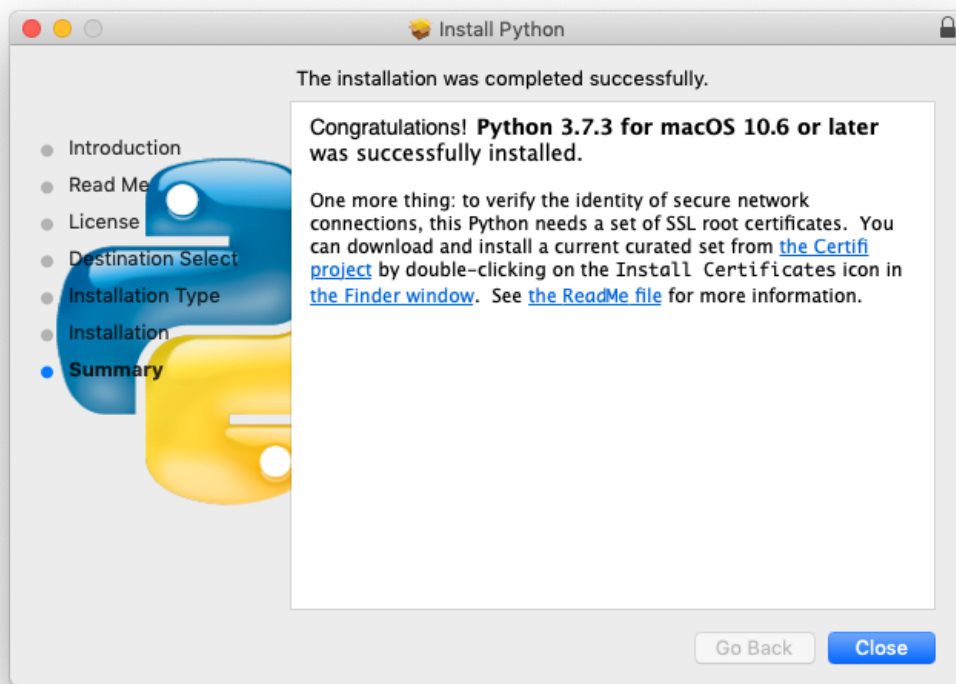 Install Python
The installation was completed successfully.
Introduction
Read Me
License
Destination Select
Installation Type
Installation
Summary
Congratulations! Python 3.7.3 for macOS 10.6 or later
was successfully installed.
One more thing: to verify the identity of secure network
connections, this Python needs a set of SSL root certificates.  You
can download and install a current curated set from the Certifi
project by double-clicking on the Install Certificates icon in
the Finder window.  See the ReadMe file for more information.
Go Back
Close